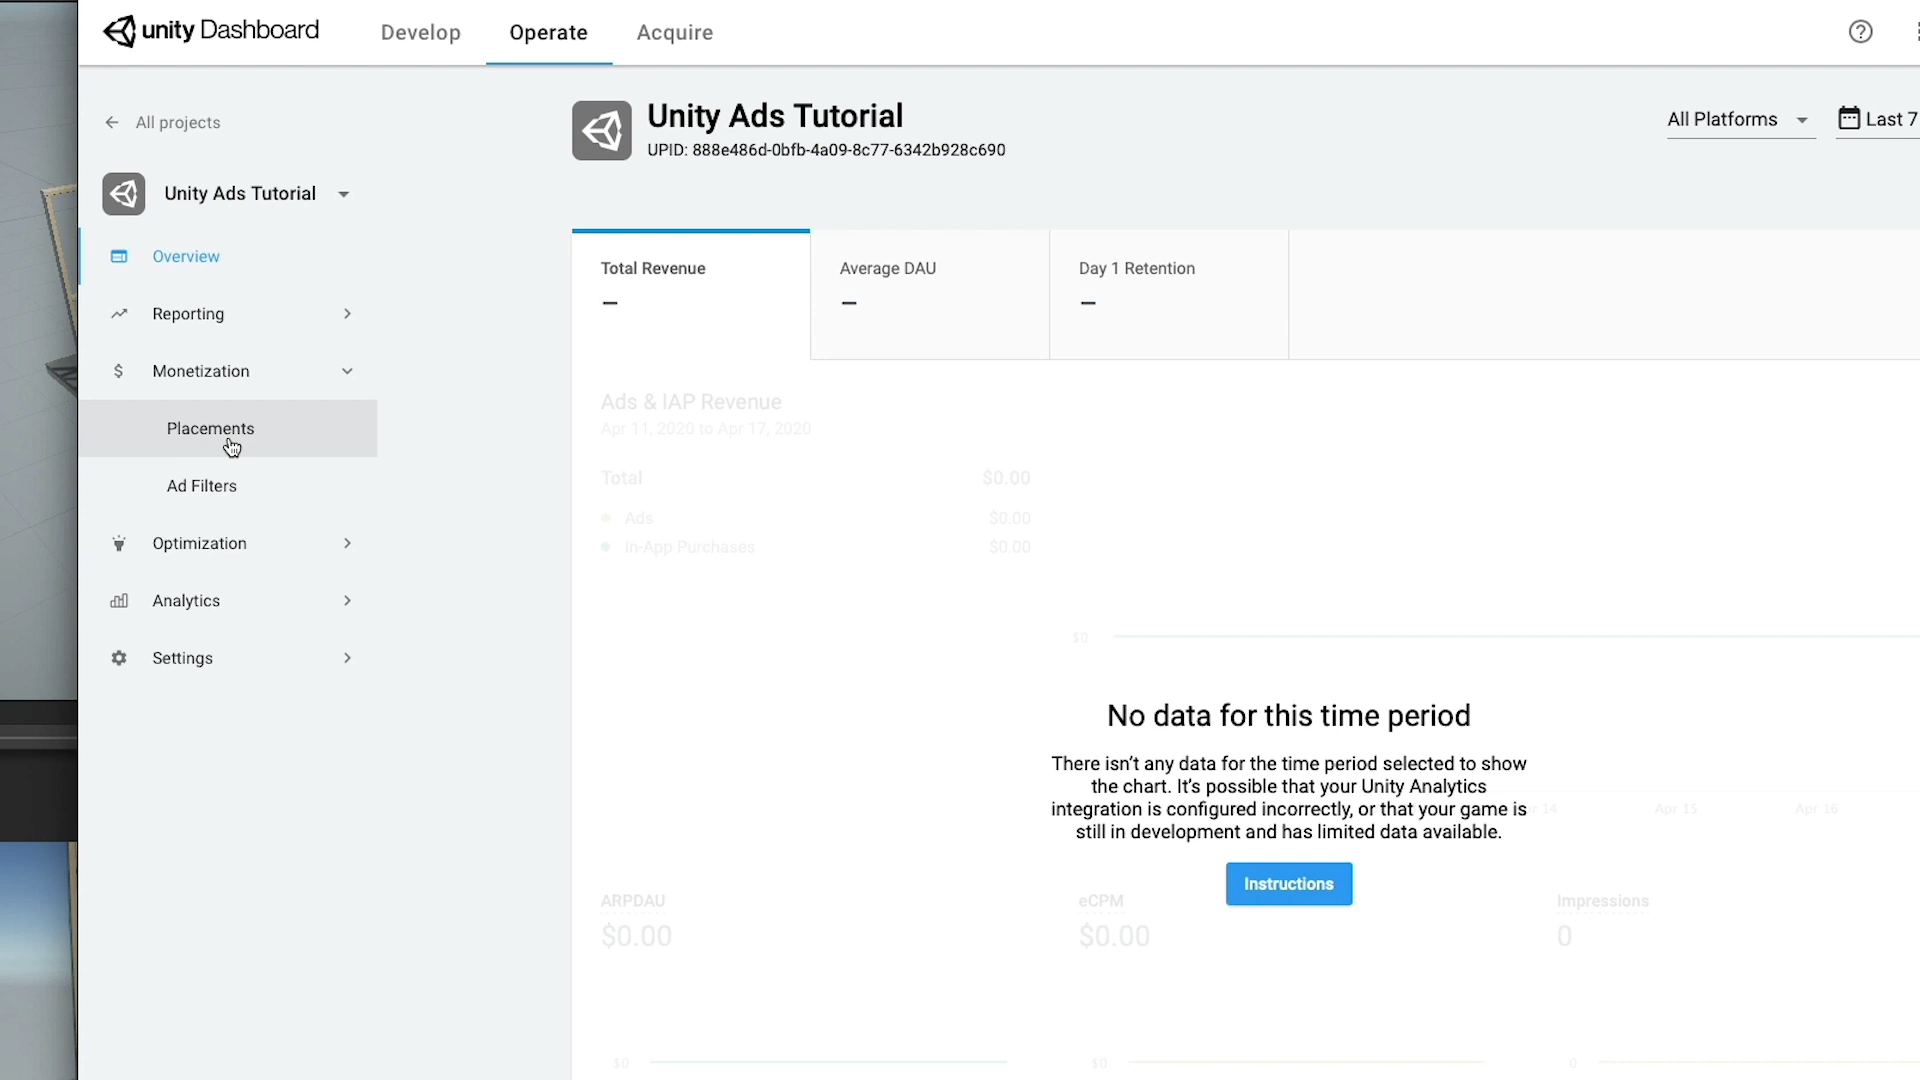 unity Dashboard
Develop
Operate
Acquire
All projects
Unity Ads Tutorial
Overview
Reporting
Monetization
Placements
Ad Filters
Optimization
Analytics
Settings
Unity Ads Tutorial
UPID: 888e486d-0bfb-4a09-8c77-6342b928c690
All Platforms
Last 7
Total Revenue
–
Average DAU
–
Day 1 Retention
–
Ads & IAP Revenue
Apr 11, 2020 to Apr 17, 2020
Total $0.00
Ads $0.00
In-App Purchases $0.00
$0
No data for this time period
There isn't any data for the time period selected to show
the chart. It's possible that your Unity Analytics
integration is configured incorrectly, or that your game is
still in development and has limited data available.
14
Apr 15
Apr 16
Instructions
ARPDAU
$0.00
eCPM
$0.00
Impressions
0
$0
$0
0